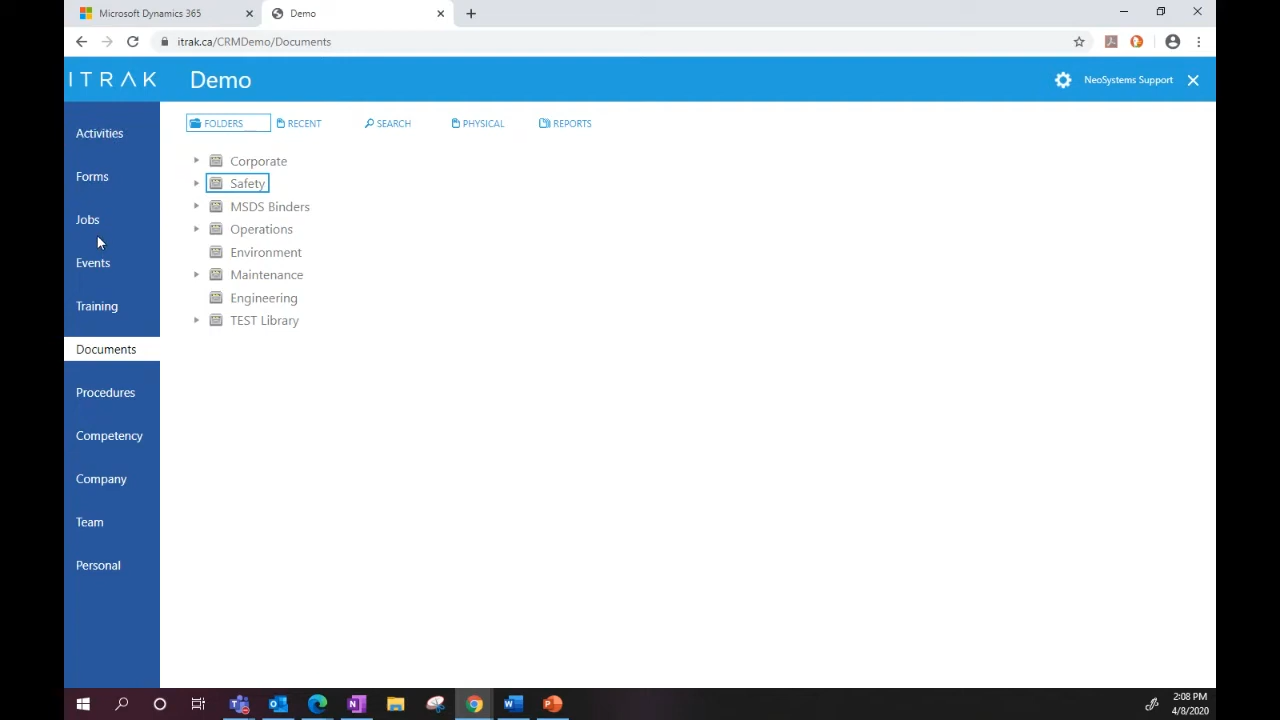 Microsoft Dynamics 365
Demo
itrak.ca/CRMDemo/Documents
ITRAK
Demo
NeoSystems Support
Activities
Forms
Jobs
Events
Training
Documents
Procedures
Competency
Company
Team
Personal
FOLDERS
RECENT
SEARCH
PHYSICAL
REPORTS
Corporate
Safety
MSDS Binders
Operations
Environment
Maintenance
Engineering
TEST Library
2:08 PM
4/8/2020